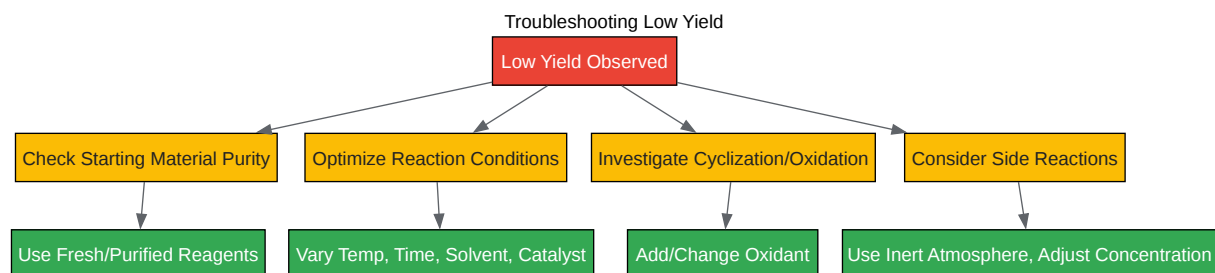 Troubleshooting Low Yield
Low Yield Observed
Check Starting Material Purity
Optimize Reaction Conditions
Investigate Cyclization/Oxidation
Consider Side Reactions
Use Fresh/Purified Reagents
Vary Temp, Time, Solvent, Catalyst
Add/Change Oxidant
Use Inert Atmosphere, Adjust Concentration